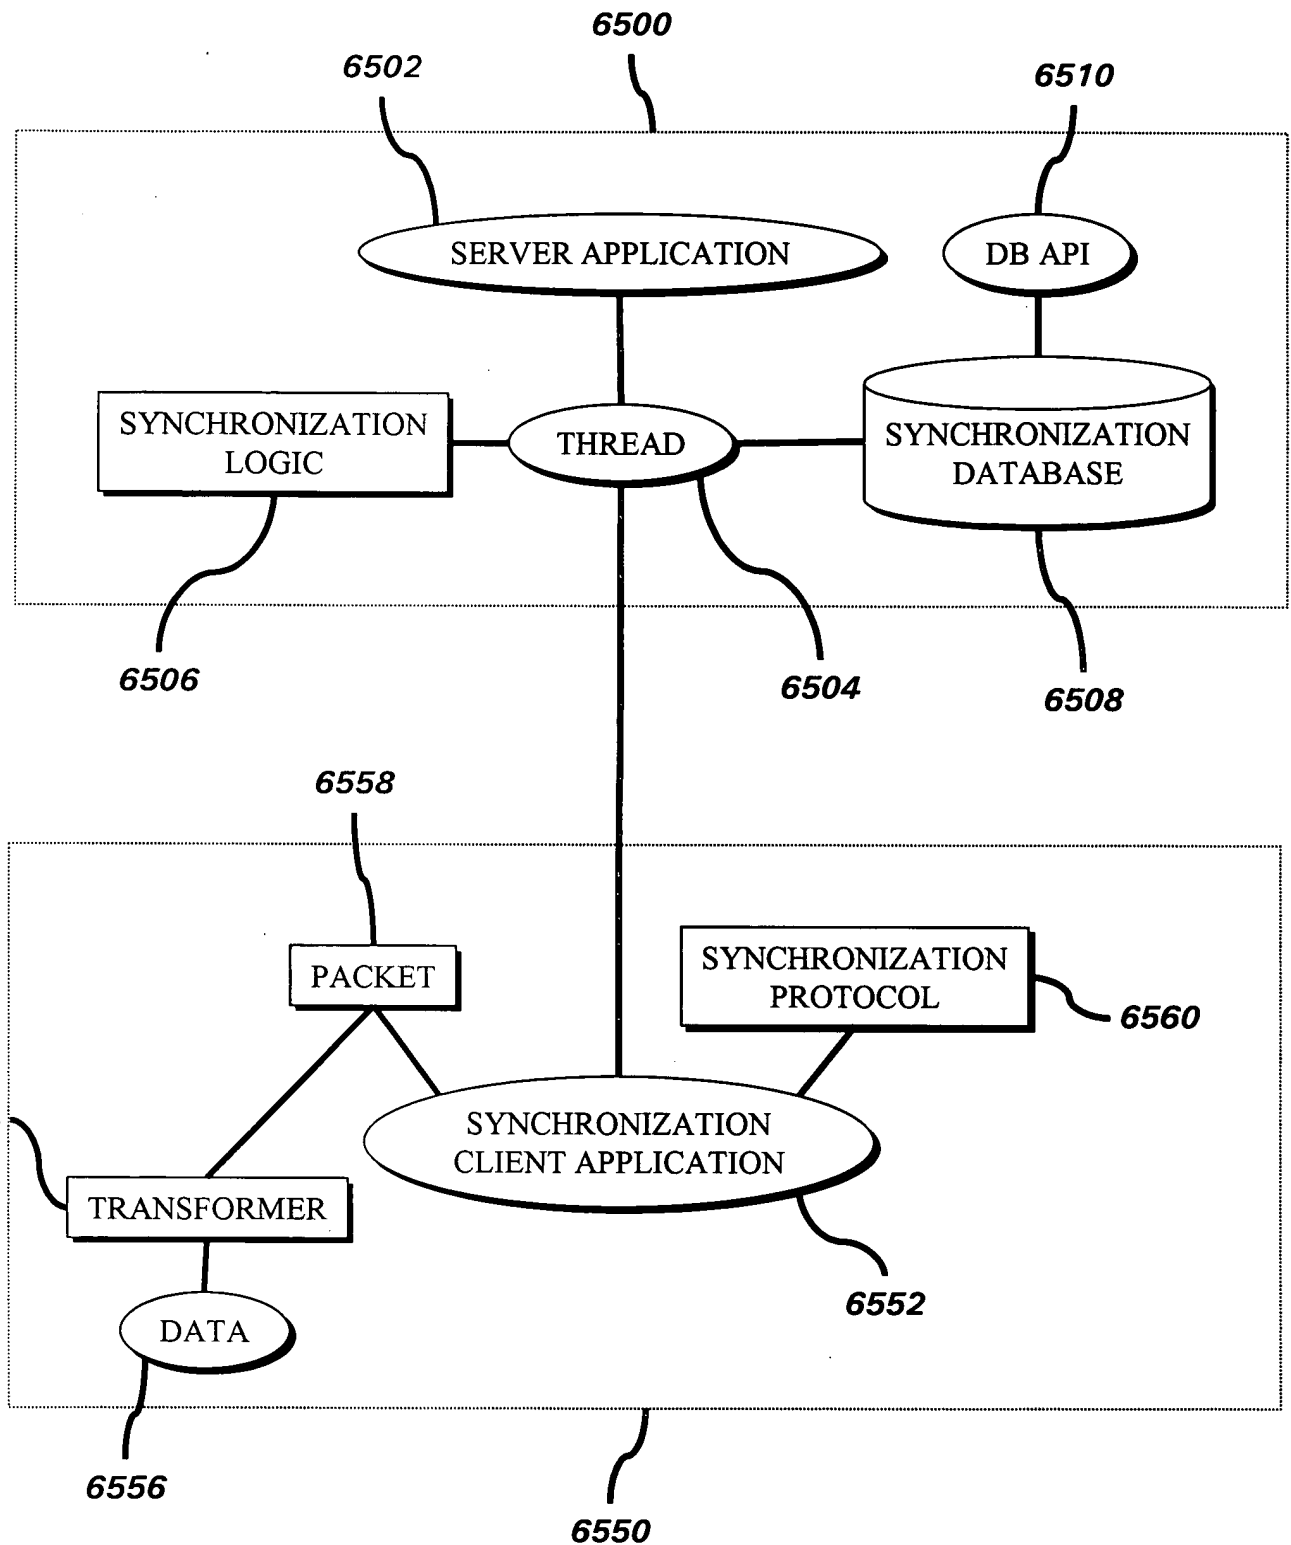 6500
6502
6510
SERVER APPLICATION
DB API
SYNCHRONIZATION
LOGIC
THREAD
SYNCHRONIZATION
DATABASE
6506
6504
6508
6558
PACKET
SYNCHRONIZATION
PROTOCOL
6560
SYNCHRONIZATION
CLIENT APPLICATION
TRANSFORMER
6552
DATA
6556
6550